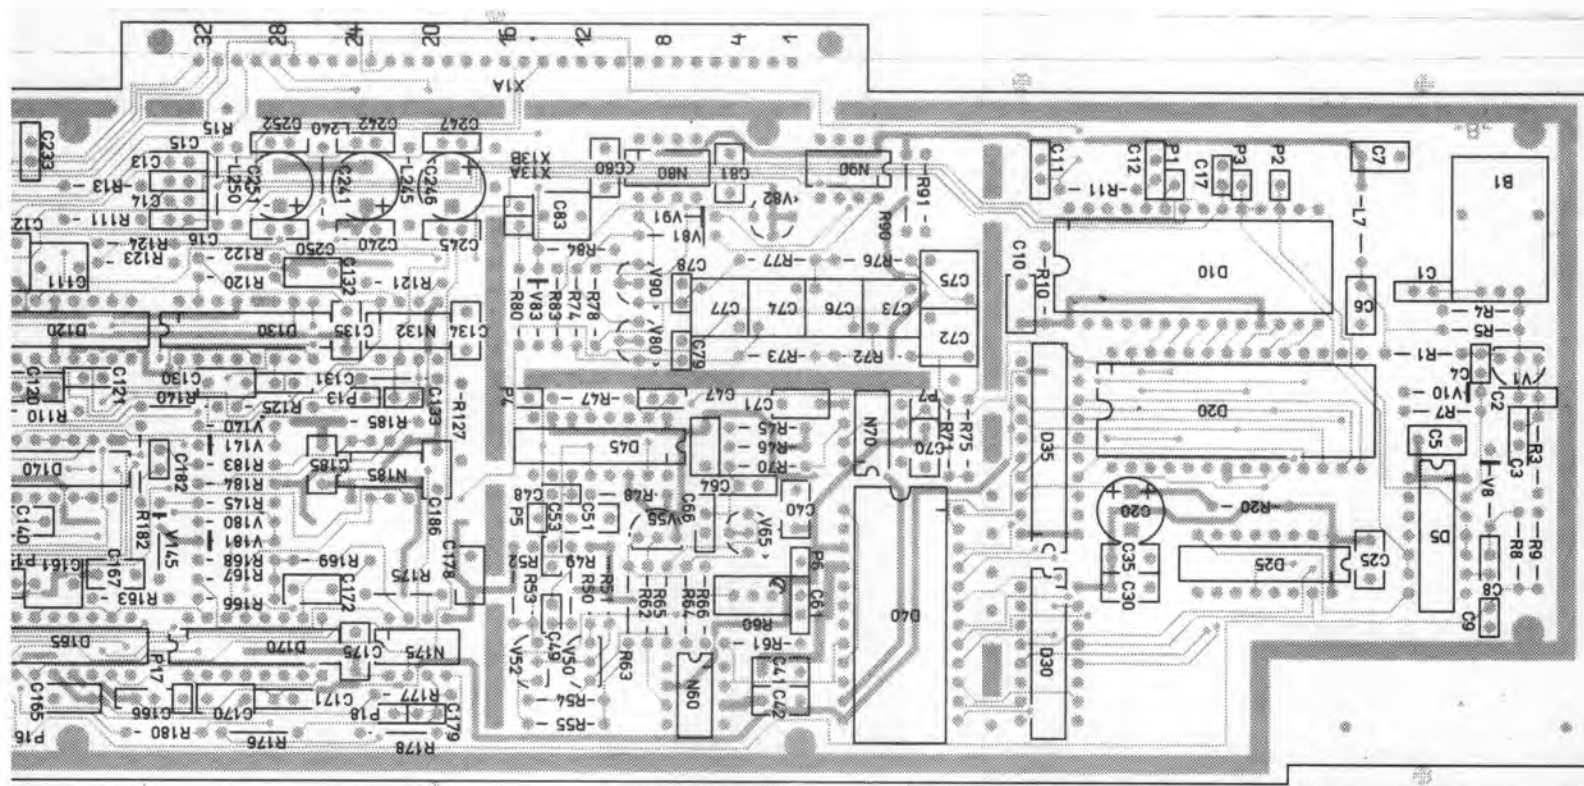 32 28 24 20 16 12 8 4 1
X1A
R15 C252 L240 C242 C247
C233 C15 C13 R13 C14 R111 C16
L250 C251 C241 L245 C246
X13B X13A C80 N80 C81 N90 R91
C11 C12 P1 C17 P3 P2 C7 B1
R11
C83 V91 V81 V82 R90
C12 R124 R123 R122 C250 C240 C245
R84 R77 R76 C75
C10 R10 D10 L7 C1 C6
C111 R120 C132 R121
R80 V83 R83 R74 R78 V90 C78
C77 C74 C76 C73 C72
R4 R5
D120 D130 C135 N132 C134
V80 C79 R73 R72
R1 C4 V1
C120 C121 C130 C131 P13 C133 R127
R110 R140 R125 R185
P4 R47 C47 C71 N70 P7 C70 R71 R75
D35 D20
V10 R7 C2 C5 C3 R3
V140 V141 R183 C185 N185
D45 R45 R46 R70
D140 C182 R184 R145
C48 R48 C64 C66 C40
C20 R20 D5 V8
C140 R182 V145 V180 V181 C186
P5 C53 C51 V55 V65
R168 R169 R167 R175 C178
R52 R49 P6 C35 D25 C25 R8 R9
C161 C167 R163 R166 C172
R53 R50 R51 R62 R65 R64 R66 C61 D40 C30
C8 C9
D165 P17 D170 C175 N175
V52 C49 V50 R63 R60 R61
D30
C165 C166 C170 C171 R177 P18 C179
R54 R55 N60 C41 C42
P16 R180 R176 R178